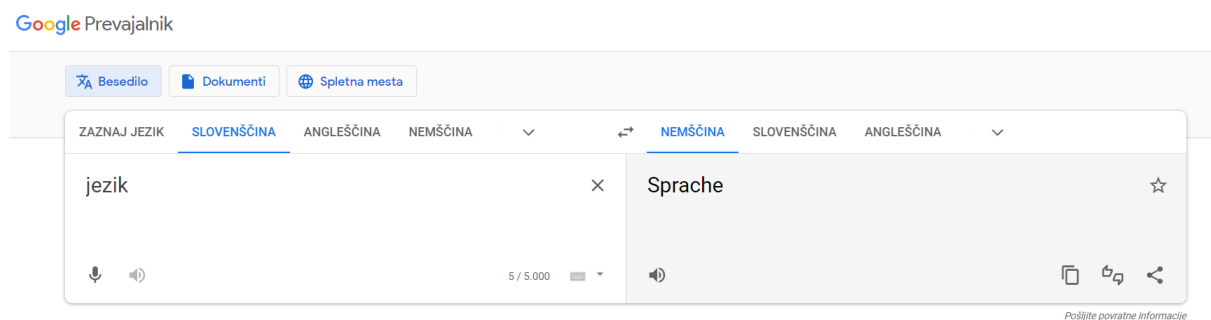 Google Prevajalnik
Besedilo Dokumenti Spletna mesta
ZAZNAJ JEZIK SLOVENŠČINA ANGLEŠČINA NEMŠČINA NEMŠČINA SLOVENŠČINA ANGLEŠČINA
jezik Sprache
5 / 5.000
Pošljite povratne informacije